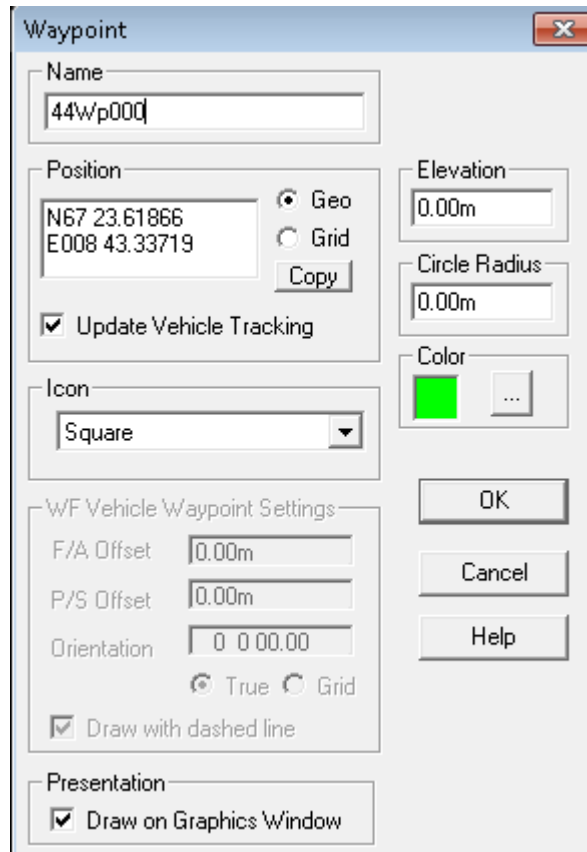 Waypoint
Name
44Wp000
Position
N67 23.61866
E008 43.33719
Geo
Grid
Copy
Update Vehicle Tracking
Elevation
0.00m
Circle Radius
0.00m
Color
...
Icon
Square
WF Vehicle Waypoint Settings
F/A Offset 0.00m
P/S Offset 0.00m
Orientation 0 0 00.00
True Grid
Draw with dashed line
OK
Cancel
Help
Presentation
Draw on Graphics Window